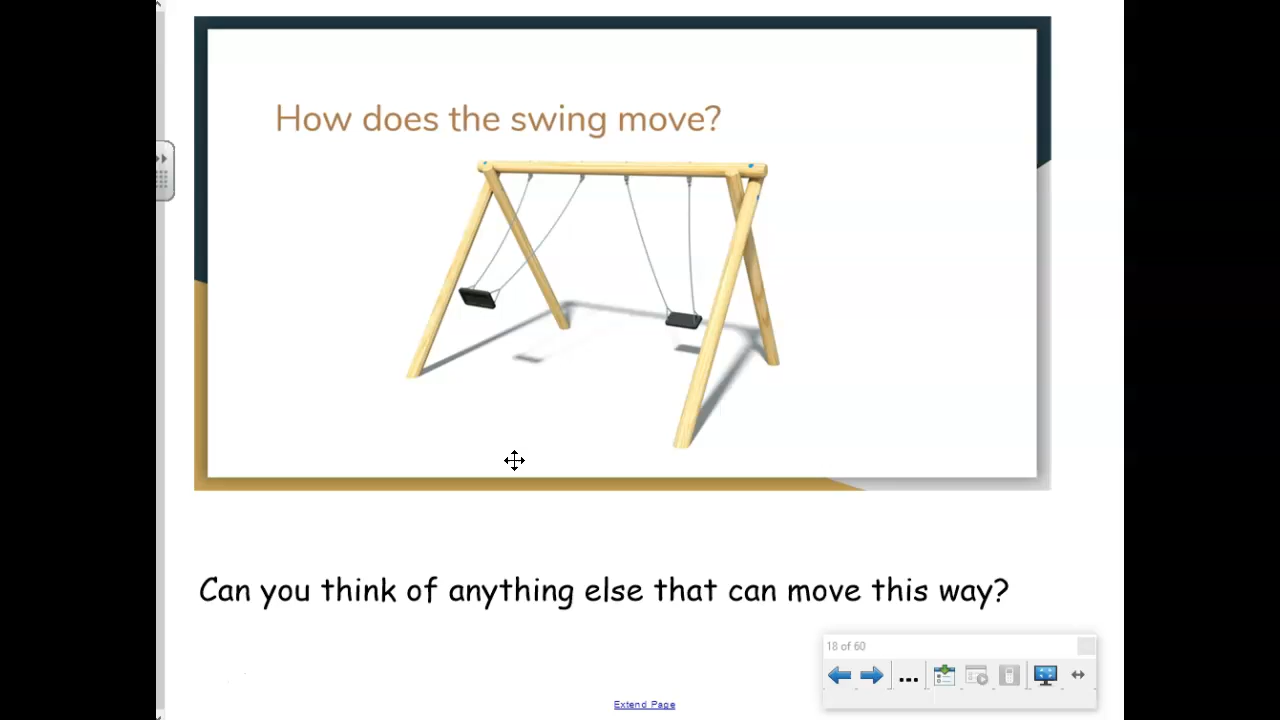 How does the swing move?
Can you think of anything else that can move this way?
18 of 60
Extend Page